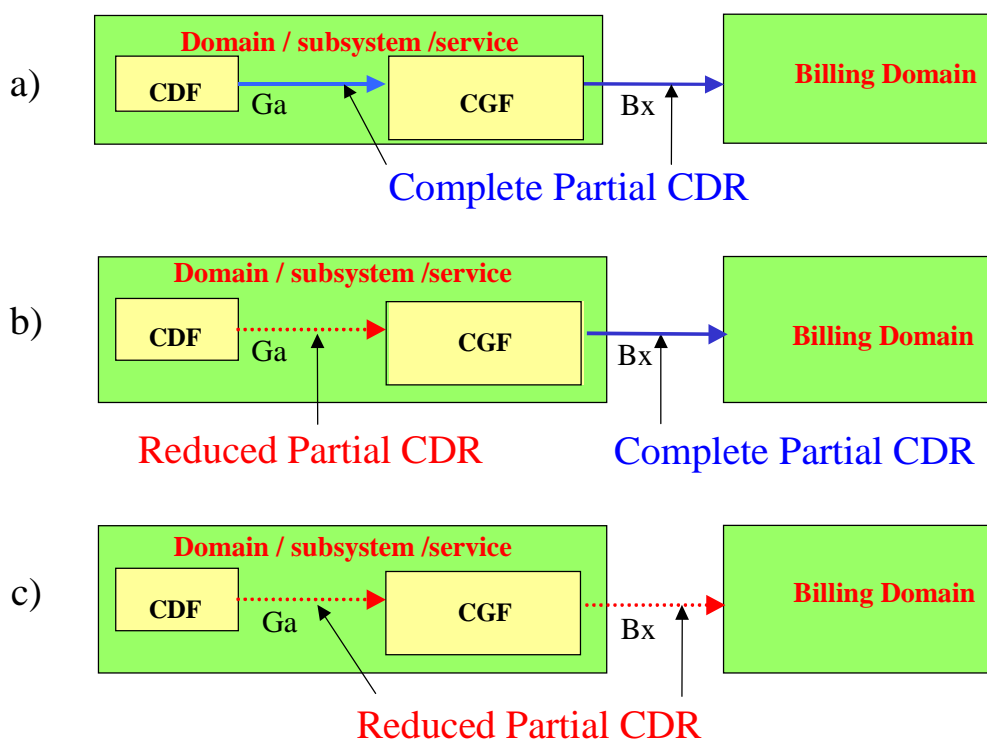 a)
Domain / subsystem /service
CDF
Ga
CGF
Bx
Billing Domain
Complete Partial CDR
b)
Domain / subsystem /service
CDF
Ga
CGF
Bx
Billing Domain
Reduced Partial CDR
Complete Partial CDR
c)
Domain / subsystem /service
CDF
Ga
CGF
Bx
Billing Domain
Reduced Partial CDR